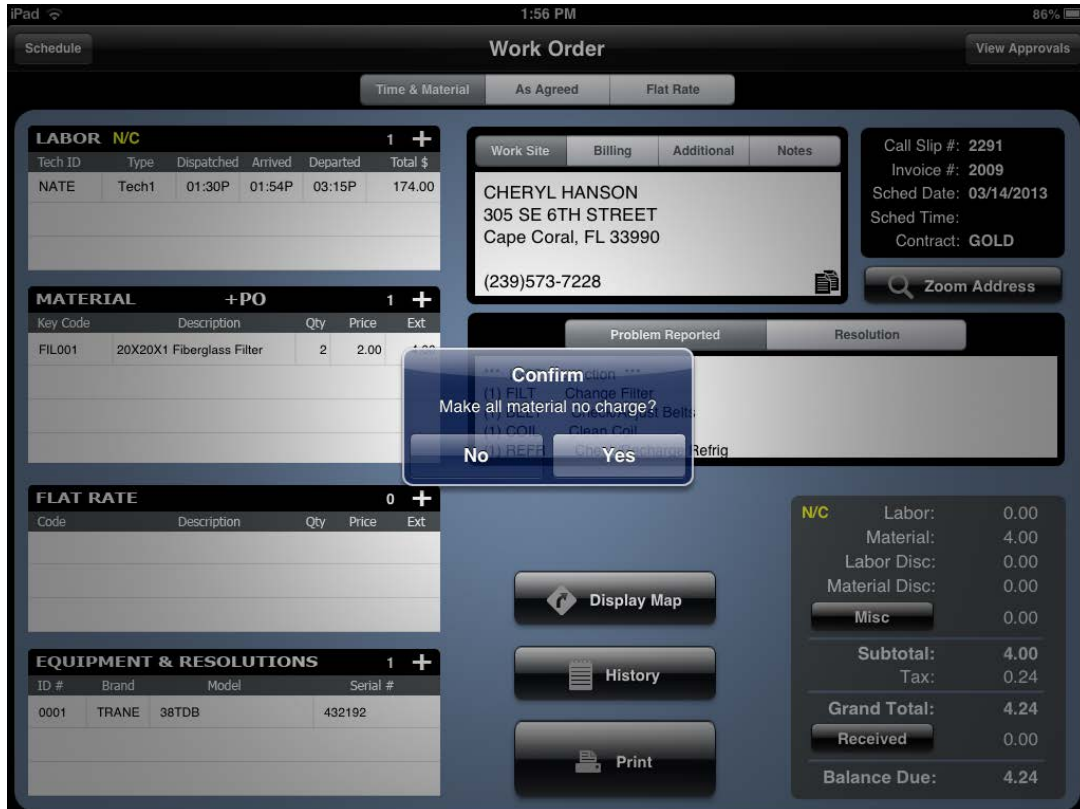 iPad 1:56 PM 86%
Schedule Work Order View Approvals
Time & Material As Agreed Flat Rate
LABOR N/C 1 +
Tech ID Type Dispatched Arrived Departed Total $
NATE Tech1 01:30P 01:54P 03:15P 174.00
MATERIAL +PO 1 +
Key Code Description Qty Price Ext
FIL001 20X20X1 Fiberglass Filter 2 2.00 4.00
FLAT RATE 0 +
Code Description Qty Price Ext
EQUIPMENT & RESOLUTIONS 1 +
ID # Brand Model Serial #
0001 TRANE 38TDB 432192
Work Site Billing Additional Notes
CHERYL HANSON
305 SE 6TH STREET
Cape Coral, FL 33990
(239)573-7228
Call Slip #: 2291
Invoice #: 2009
Sched Date: 03/14/2013
Sched Time:
Contract: GOLD
Zoom Address
Problem Reported Resolution
(1) FILT Change Filter
(1) COIL Clean Coil
(1) REFR Refrig
Confirm
Make all material no charge?
No Yes
Display Map
History
Print
N/C Labor: 0.00
Material: 4.00
Labor Disc: 0.00
Material Disc: 0.00
Misc 0.00
Subtotal: 4.00
Tax: 0.24
Grand Total: 4.24
Received 0.00
Balance Due: 4.24